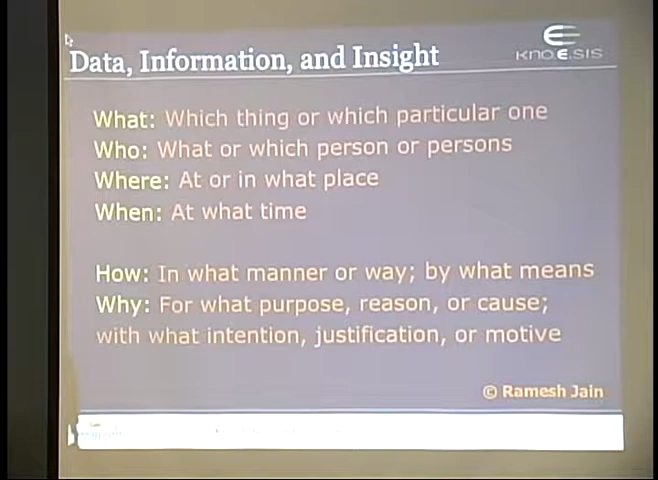 Data, Information, and Insight
KNO.E.SIS
What: Which thing or which particular one
Who: What or which person or persons
Where: At or in what place
When: At what time
How: In what manner or way; by what means
Why: For what purpose, reason, or cause;
with what intention, justification, or motive
© Ramesh Jain